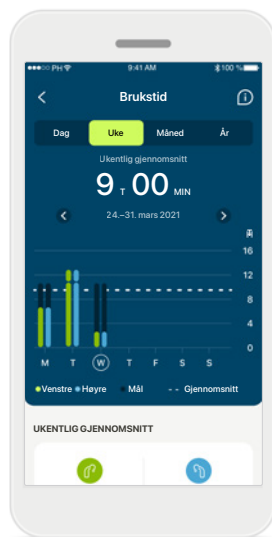 PH 9:41 AM 100 %
Brukstid
Dag Uke Måned År
Ukentlig gjennomsnitt
9 T 00 MIN
24.–31. mars 2021
16
12
8
4
0
M T W T F S S
Venstre Høyre Mål -- Gjennomsnitt
UKENTLIG GJENNOMSNITT